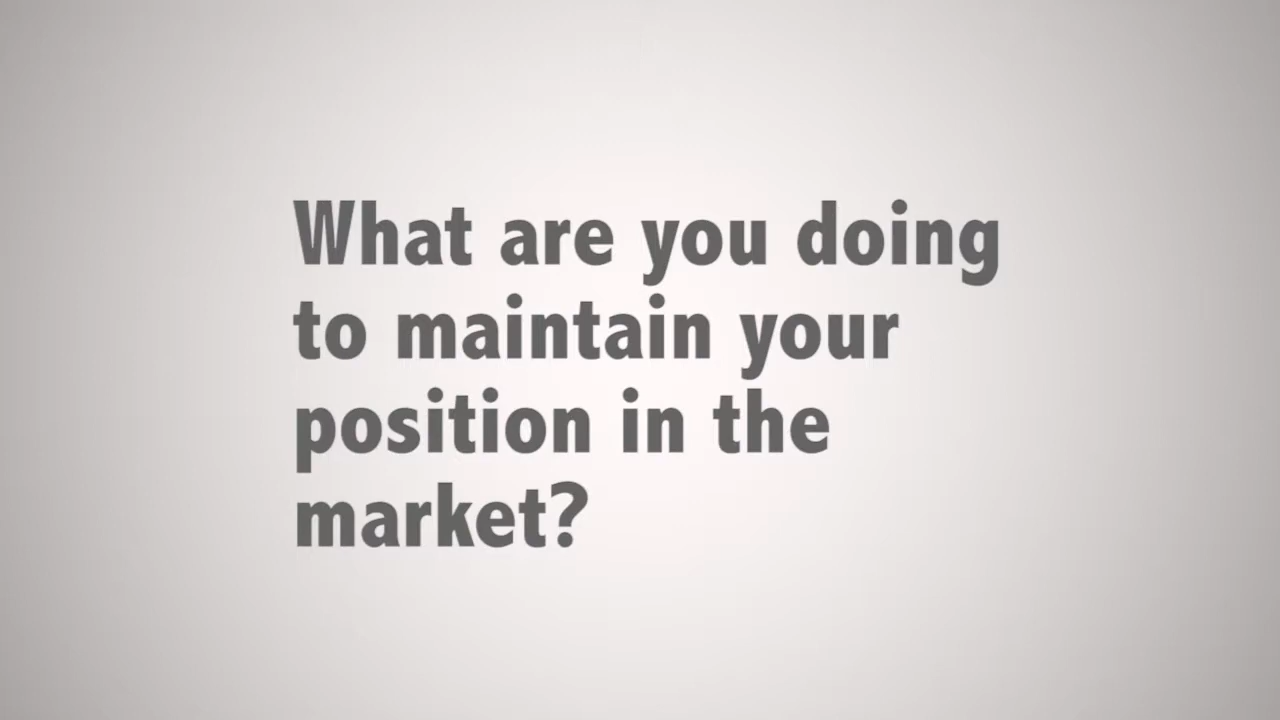 What are you doing
to maintain your
position in the
market?